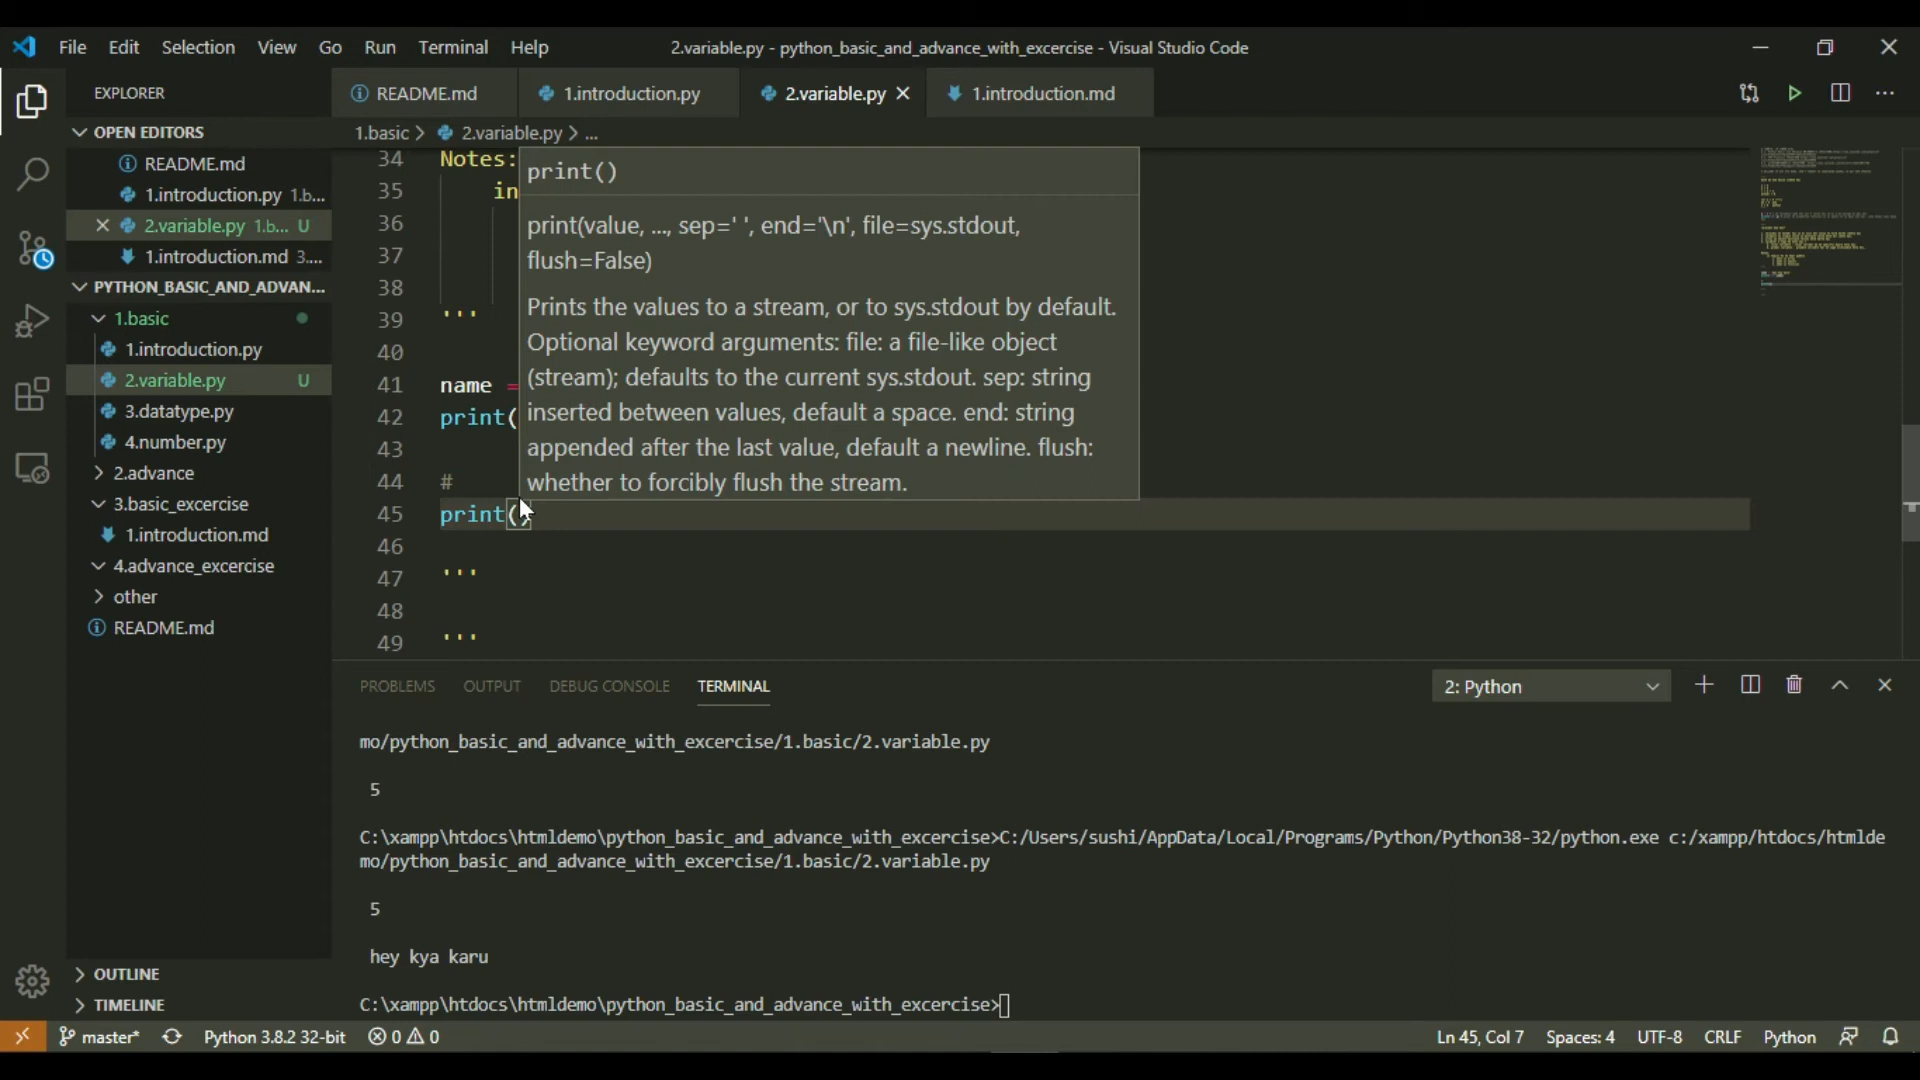 File Edit Selection View Go Run Terminal Help 2.variable.py - python_basic_and_advance_with_excercise - Visual Studio Code
EXPLORER
README.md 1.introduction.py 2.variable.py 1.introduction.md
OPEN EDITORS
README.md
1.introduction.py 1.b...
2.variable.py 1.b... U
1.introduction.md 3....
PYTHON_BASIC_AND_ADVAN...
1.basic
1.introduction.py
2.variable.py U
3.datatype.py
4.number.py
2.advance
3.basic_excercise
1.introduction.md
4.advance_excercise
other
README.md
OUTLINE
TIMELINE
1.basic > 2.variable.py > ...
34 Notes:
35 in
36
37
38
39 '''
40
41 name =
42 print(
43
44 #
45 print()
46
47 '''
48
49 '''
print()
print(value, ..., sep=' ', end='\n', file=sys.stdout,
flush=False)
Prints the values to a stream, or to sys.stdout by default.
Optional keyword arguments: file: a file-like object
(stream); defaults to the current sys.stdout. sep: string
inserted between values, default a space. end: string
appended after the last value, default a newline. flush:
whether to forcibly flush the stream.
PROBLEMS OUTPUT DEBUG CONSOLE TERMINAL 2: Python
mo/python_basic_and_advance_with_excercise/1.basic/2.variable.py
5
C:\xampp\htdocs\htmldemo\python_basic_and_advance_with_excercise>C:/Users/sushi/AppData/Local/Programs/Python/Python38-32/python.exe c:/xampp/htdocs/htmlde
mo/python_basic_and_advance_with_excercise/1.basic/2.variable.py
5
hey kya karu
C:\xampp\htdocs\htmldemo\python_basic_and_advance_with_excercise>
master* Python 3.8.2 32-bit 0 0 Ln 45, Col 7 Spaces: 4 UTF-8 CRLF Python